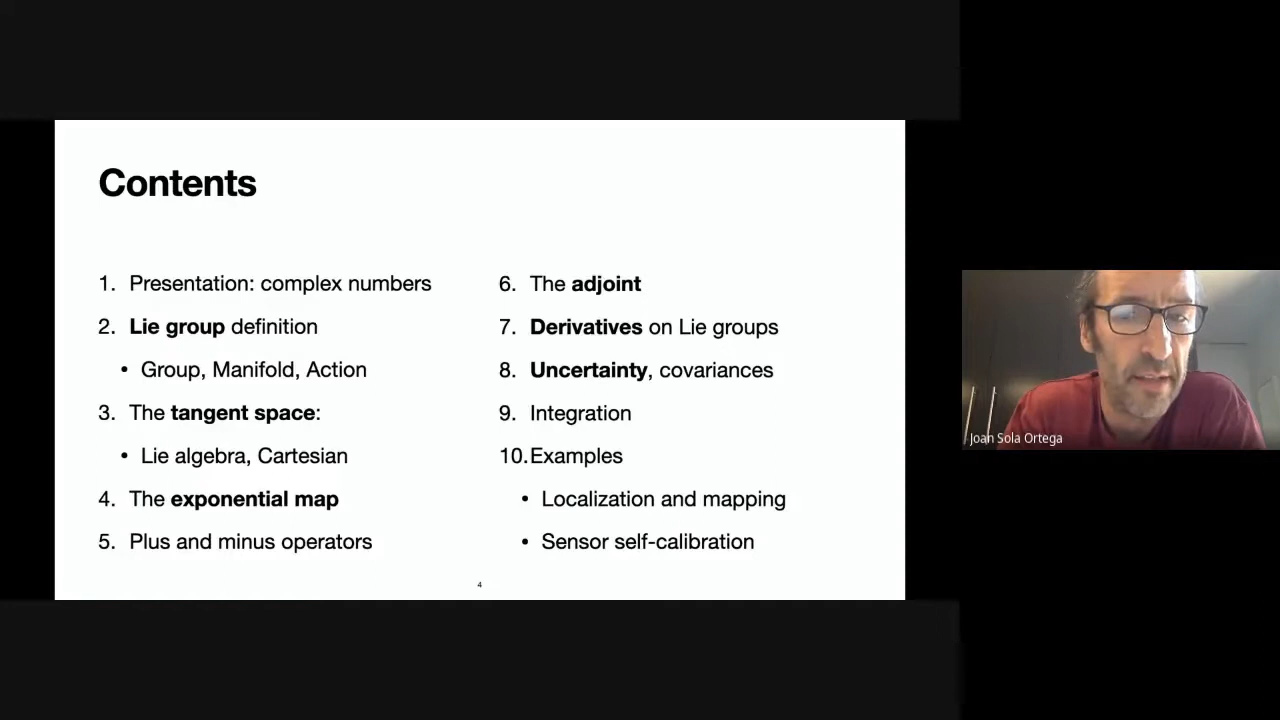 Contents
1. Presentation: complex numbers
2. Lie group definition
• Group, Manifold, Action
3. The tangent space:
• Lie algebra, Cartesian
4. The exponential map
5. Plus and minus operators
6. The adjoint
7. Derivatives on Lie groups
8. Uncertainty, covariances
9. Integration
10. Examples
• Localization and mapping
• Sensor self-calibration
4
Joan Sola Ortega